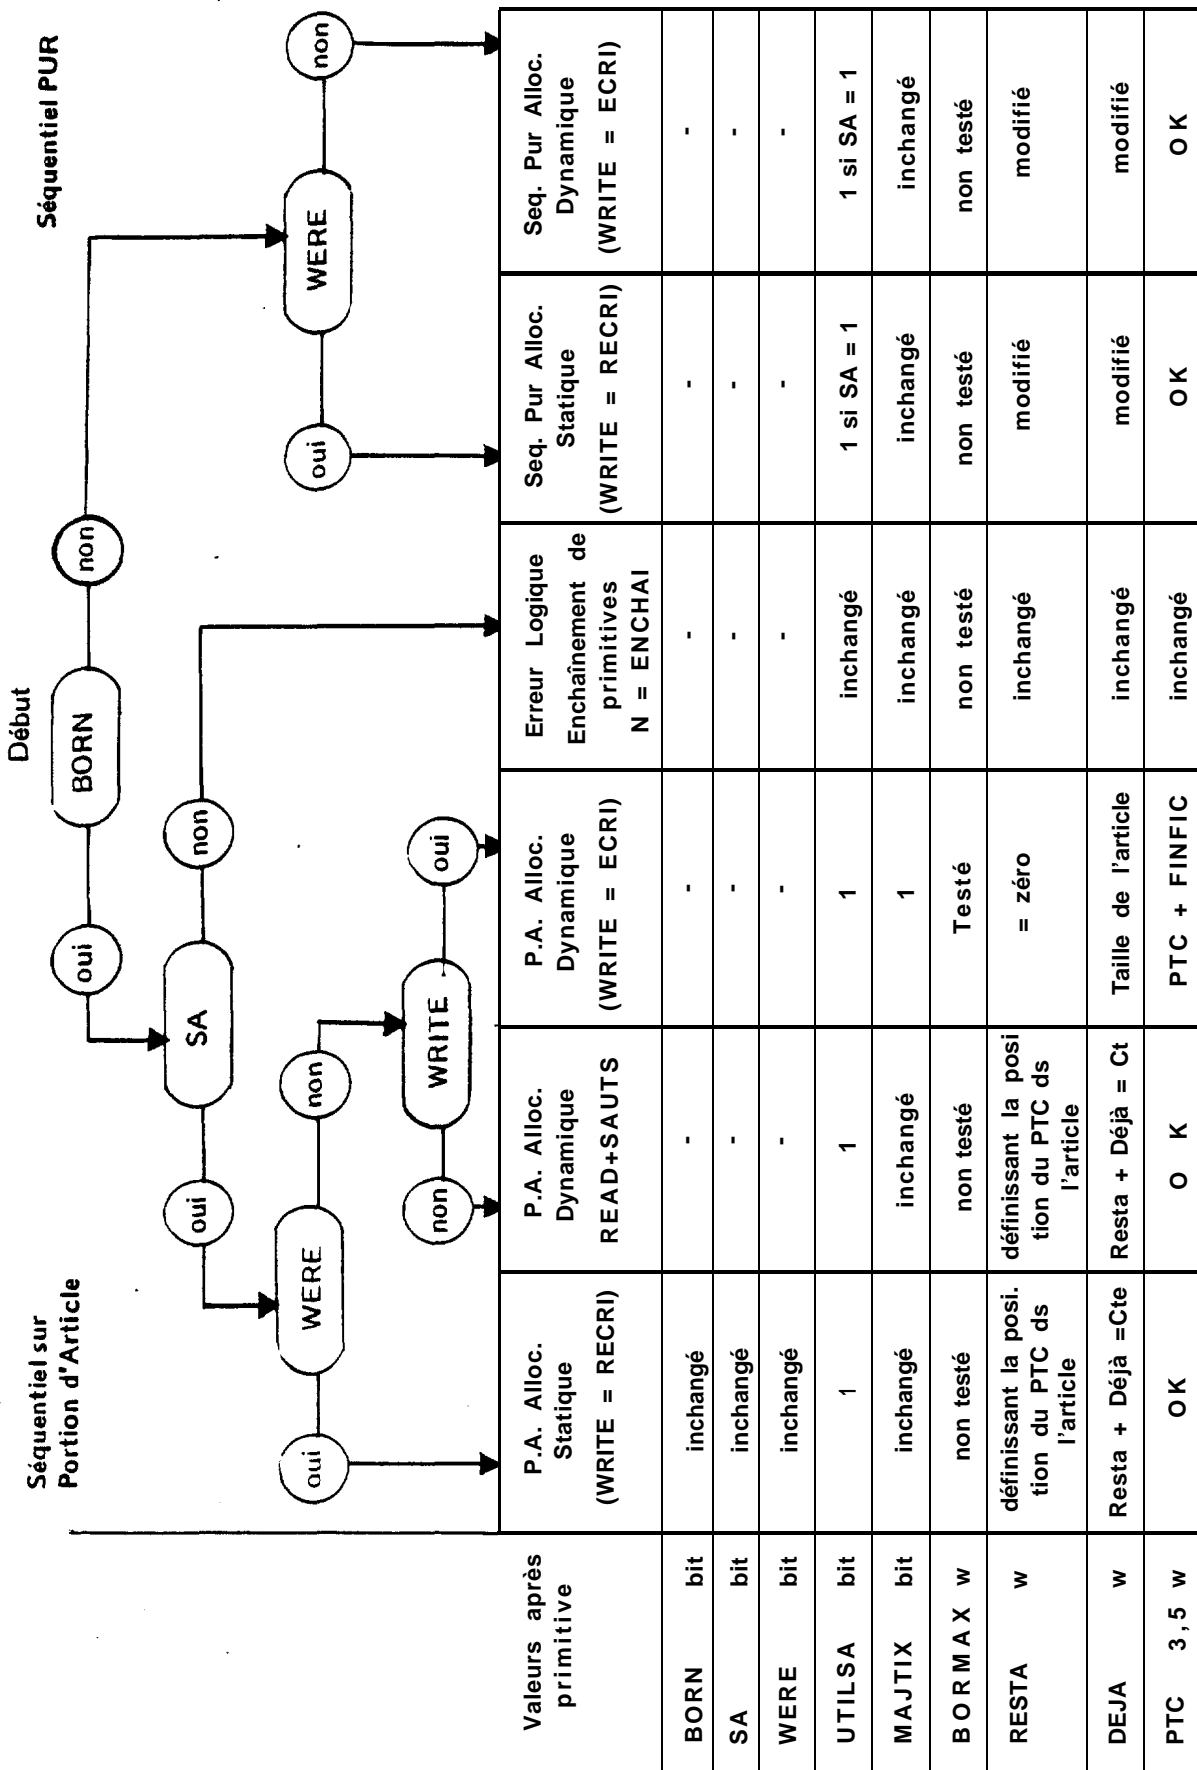 Début
Séquentiel sur
Portion d'Article
Séquentiel PUR
BORN
oui
non
SA
oui
non
WERE
oui
non
WERE
oui
non
WRITE
non
oui
Valeurs après
primitive
P.A. Alloc.
Statique
(WRITE = RECRI)
P.A. Alloc.
Dynamique
READ+SAUTS
P.A. Alloc.
Dynamique
(WRITE = ECRI)
Erreur Logique
Enchaînement de
primitives
N = ENCHAI
Seq. Pur Alloc.
Statique
(WRITE = RECRI)
Seq. Pur Alloc.
Dynamique
(WRITE = ECRI)
BORN bit inchangé - - - - -
SA bit inchangé - - - - -
WERE bit inchangé - - - - -
UTILSA bit 1 1 1 inchangé 1 si SA = 1 1 si SA = 1
MAJTIX bit inchangé inchangé 1 inchangé inchangé inchangé
BORMAX w non testé non testé Testé non testé non testé non testé
RESTA w
définissant la posi.
tion du PTC ds
l'article
définissant la posi
tion du PTC ds
l'article
= zéro
inchangé
modifié
modifié
DEJA w Resta + Déjà =Cte Resta + Déjà = Ct Taille de l'article inchangé modifié modifié
PTC 3,5 w OK O K PTC + FINFIC inchangé OK OK